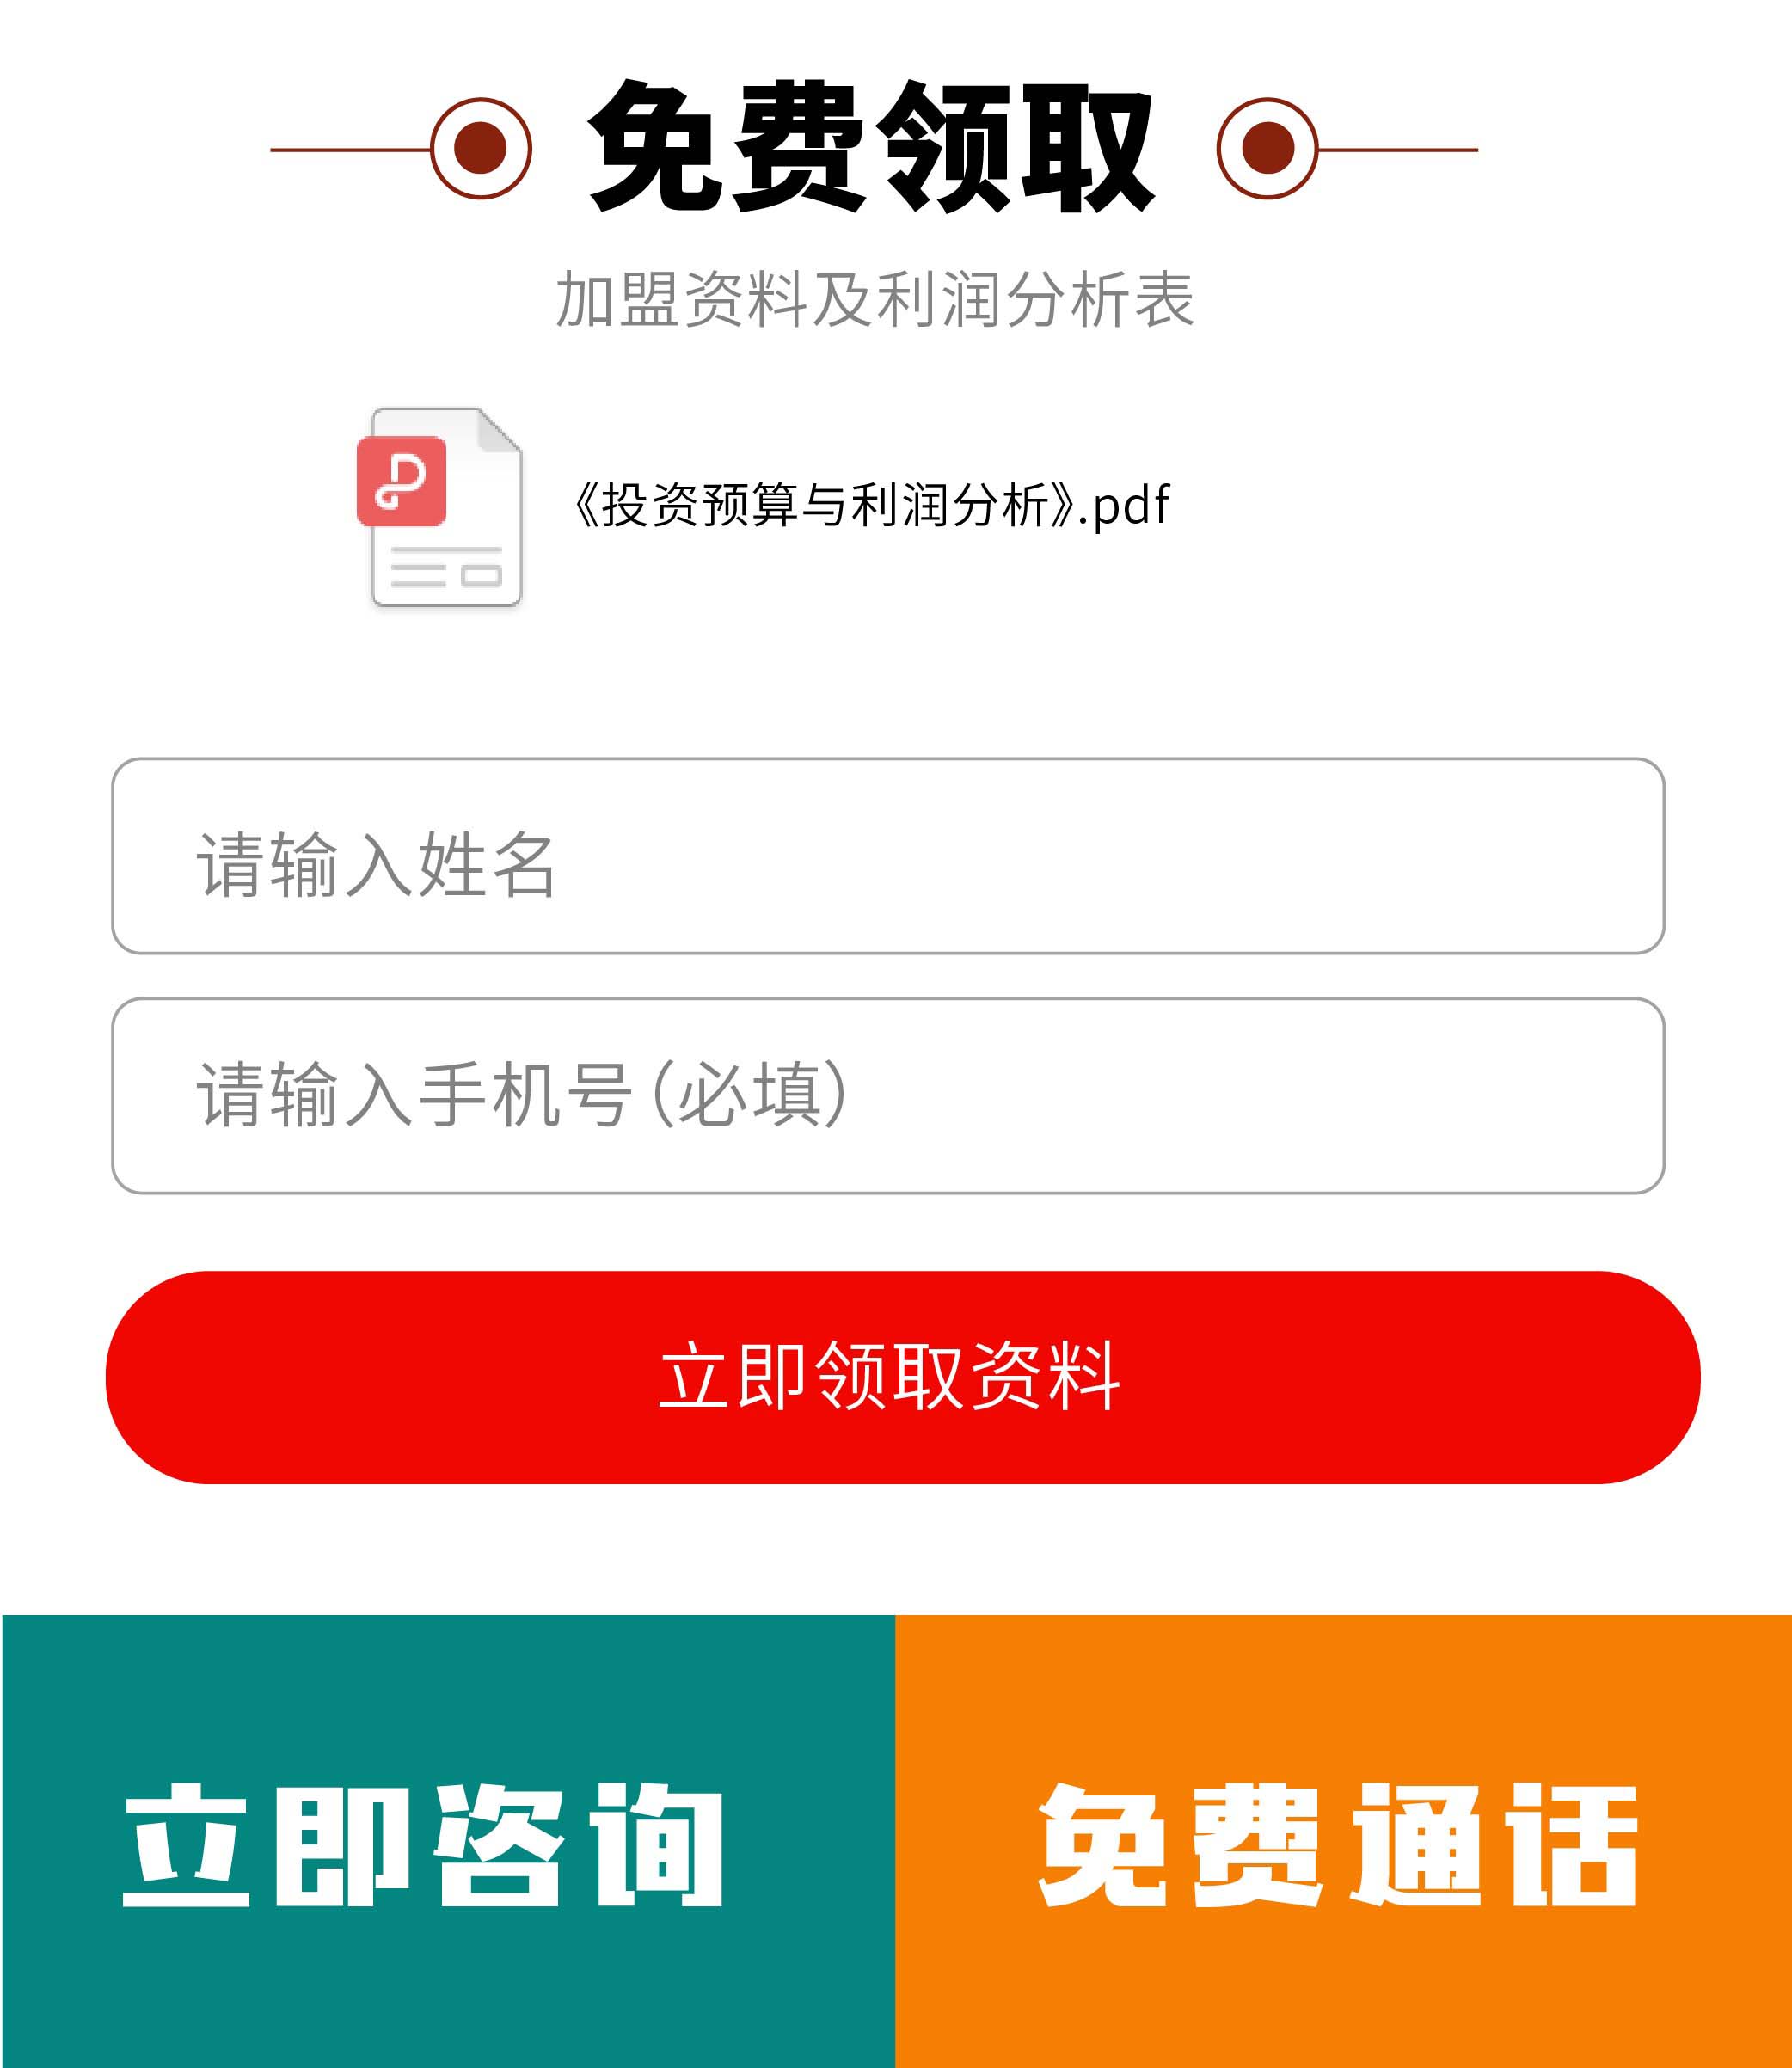 免费领取
加盟资料及利润分析表
《投资预算与利润分析》.pdf
请输入姓名
请输入手机号(必填)
立即领取资料
立即咨询
免费通话